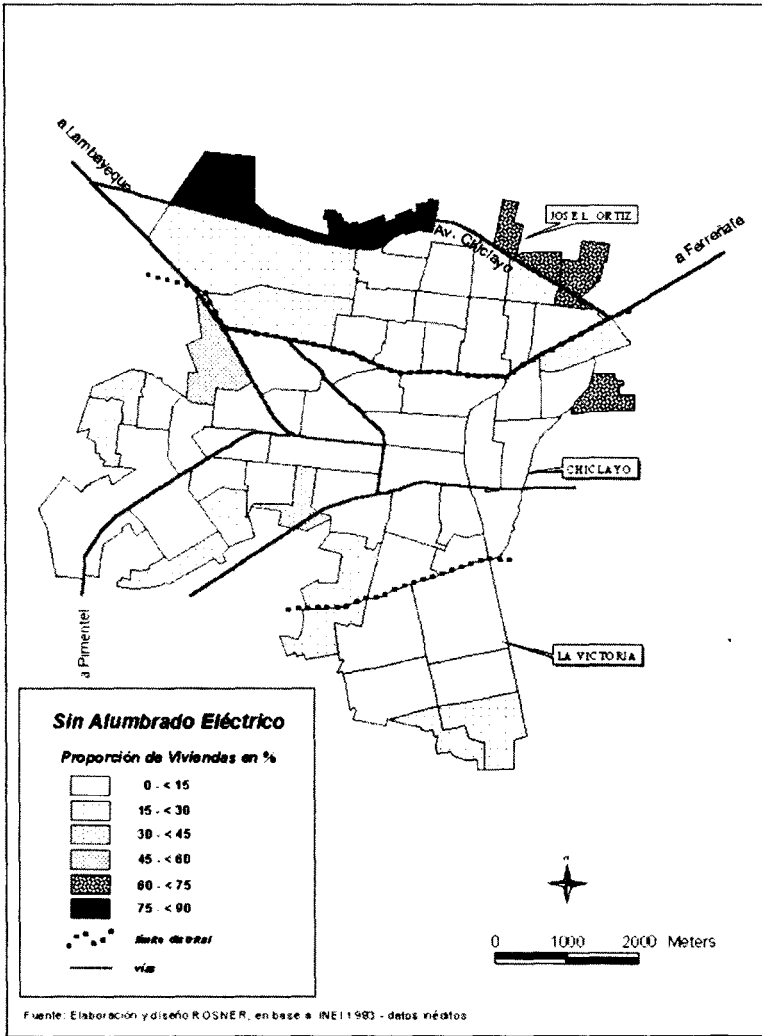 a Lambayeque
JOSE L. ORTIZ
Av. Chiclayo
a Ferreñafe
CHICLAYO
a Pimentel
LA VICTORIA
Sin Alumbrado Eléctrico
Proporción de Viviendas en %
0 - < 15
15 - < 30
30 - < 45
45 - < 60
60 - < 75
75 - < 90
límite distrital
vías
N
0 1000 2000 Meters
Fuente: Elaboración y diseño ROSNER, en base a INEI 1993 - datos inéditos